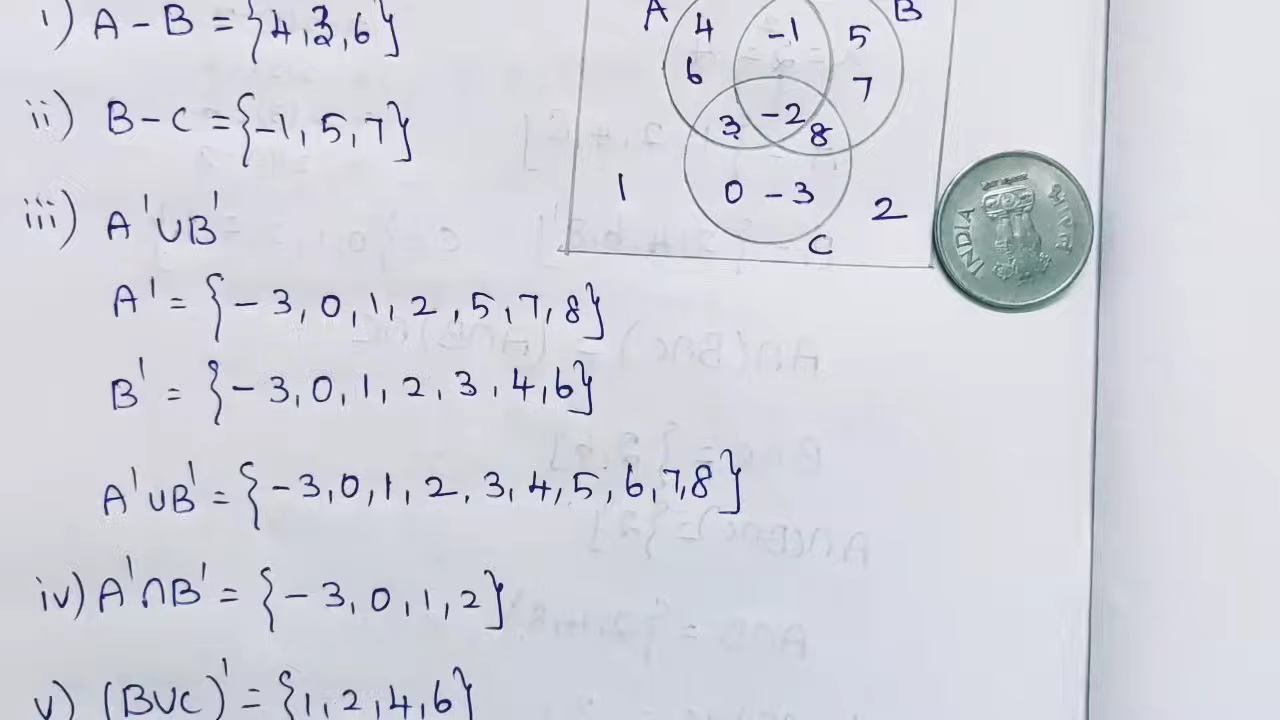 i) A - B = {4,3,6}
ii) B - C = {-1, 5, 7}
iii) A' ∪ B'
A' = {-3, 0, 1, 2, 5, 7, 8}
B' = {-3, 0, 1, 2, 3, 4, 6}
A' ∪ B' = {-3, 0, 1, 2, 3, 4, 5, 6, 7, 8}
iv) A' ∩ B' = {-3, 0, 1, 2}
v) (B∪C)' = {1, 2, 4, 6}
A 4 -1 5 B
6 7
3 -2 8
1 0 -3 2
C
INDIA
भारत